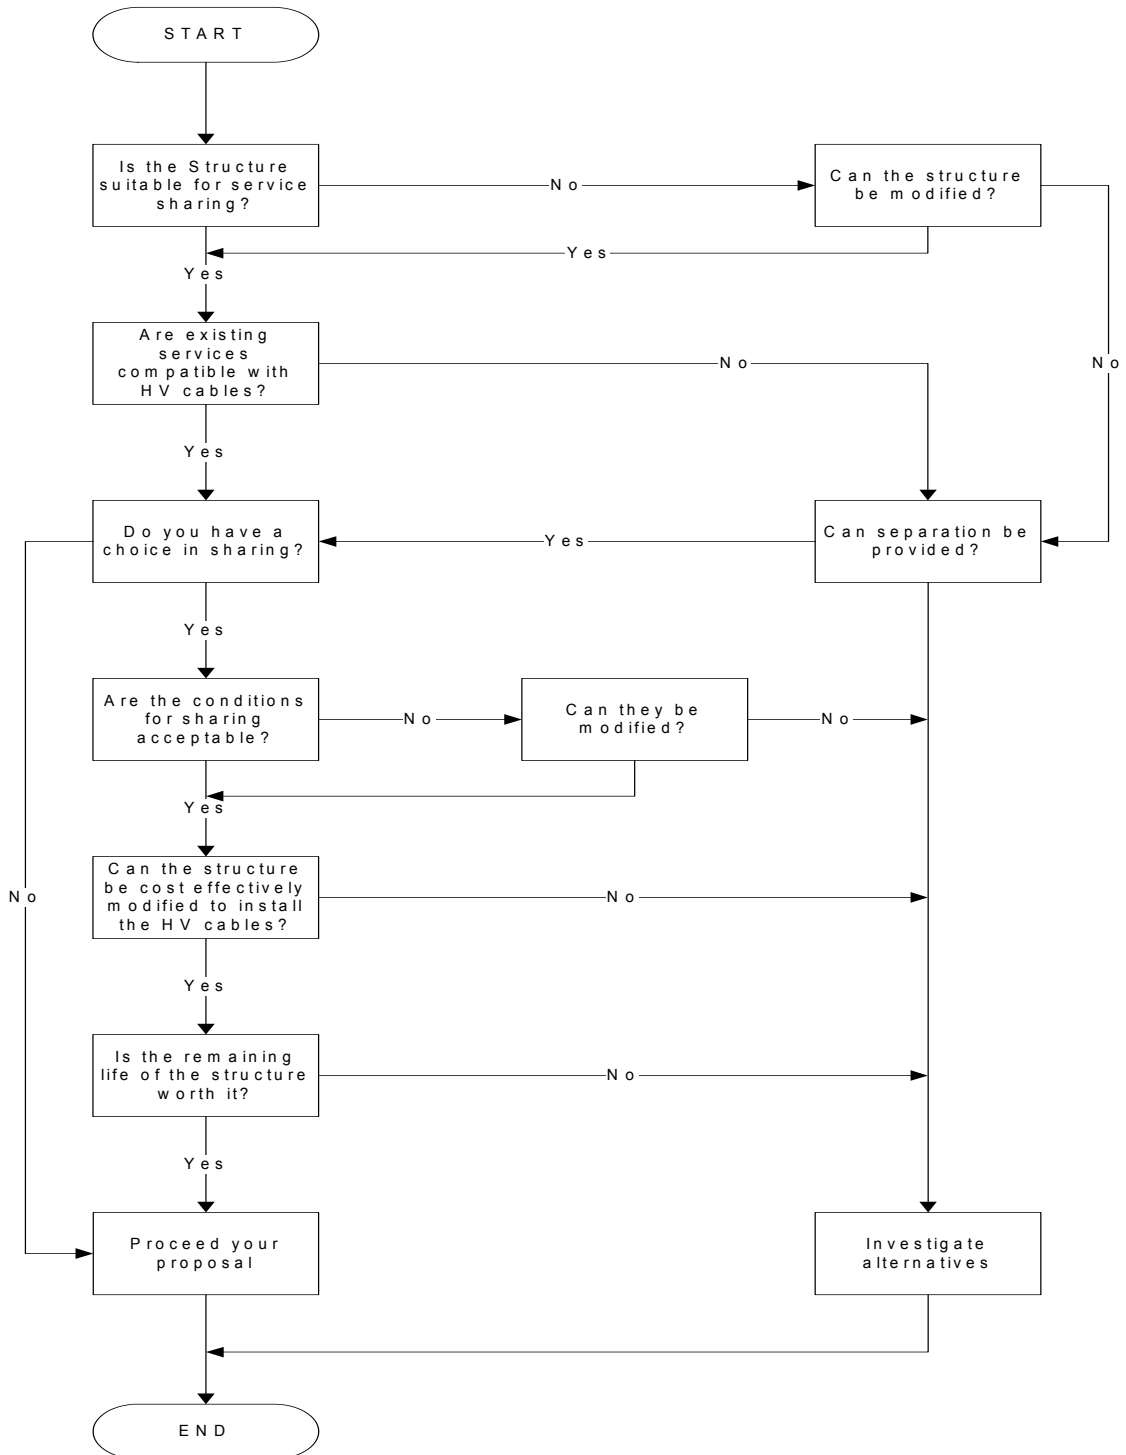 START
Is the Structure
suitable for service
sharing?
No
Can the structure
be modified?
Yes
Yes
Are existing
services
compatible with
HV cables?
No
No
Yes
Do you have a
choice in sharing?
Yes
Can separation be
provided?
Yes
Are the conditions
for sharing
acceptable?
No
Can they be
modified?
No
Yes
Can the structure
be cost effectively
modified to install
the HV cables?
No
No
Yes
Is the remaining
life of the structure
worth it?
No
Yes
Proceed your
proposal
Investigate
alternatives
END